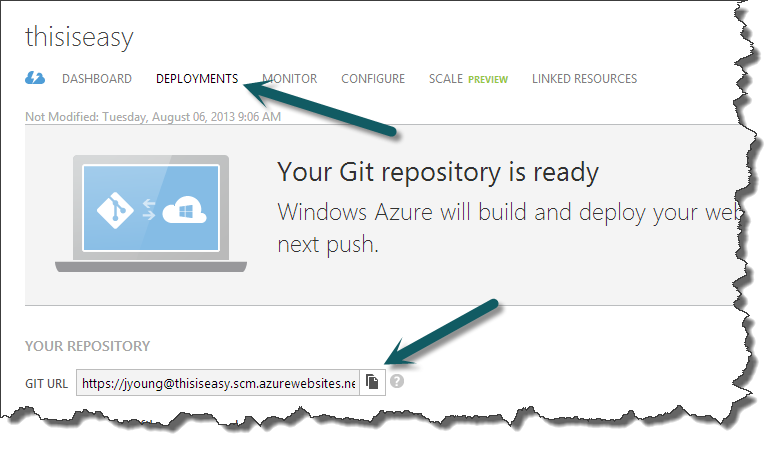 thisiseasy
DASHBOARD DEPLOYMENTS MONITOR CONFIGURE SCALE PREVIEW LINKED RESOURCES
Not Modified: Tuesday, August 06, 2013 9:06 AM
Your Git repository is ready
Windows Azure will build and deploy your web
next push.
YOUR REPOSITORY
GIT URL https://jyoung@thisiseasy.scm.azurewebsites.ne
?